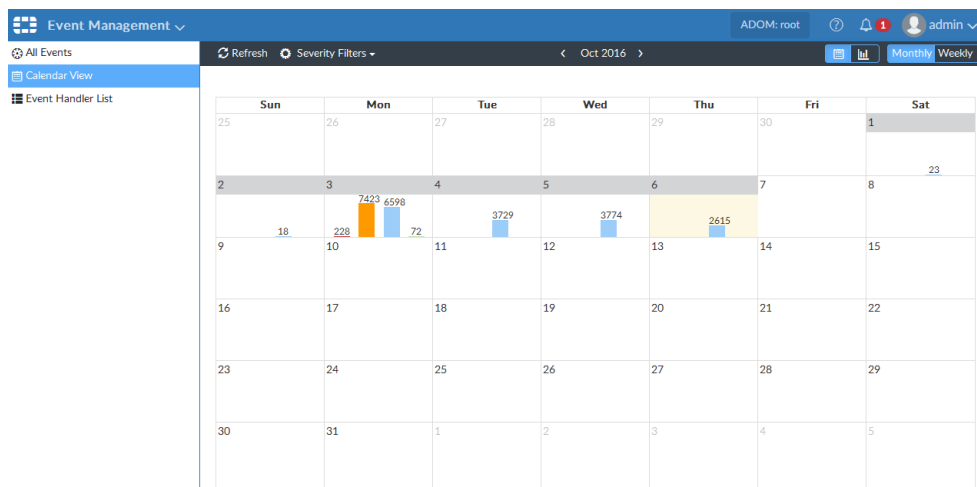 Event Management ADOM: root 1 admin
All Events Refresh Severity Filters Oct 2016 Monthly Weekly
Calendar View
Event Handler List
Sun Mon Tue Wed Thu Fri Sat
25 26 27 28 29 30 1
23
2 3 4 5 6 7 8
18 228 7423 6598 72 3729 3774 2615
9 10 11 12 13 14 15
16 17 18 19 20 21 22
23 24 25 26 27 28 29
30 31 1 2 3 4 5